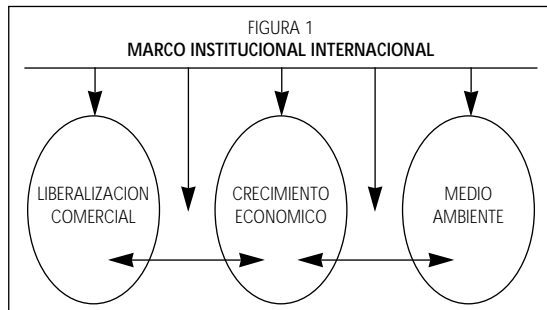 FIGURA 1
MARCO INSTITUCIONAL INTERNACIONAL
LIBERALIZACION
COMERCIAL
CRECIMIENTO
ECONOMICO
MEDIO
AMBIENTE